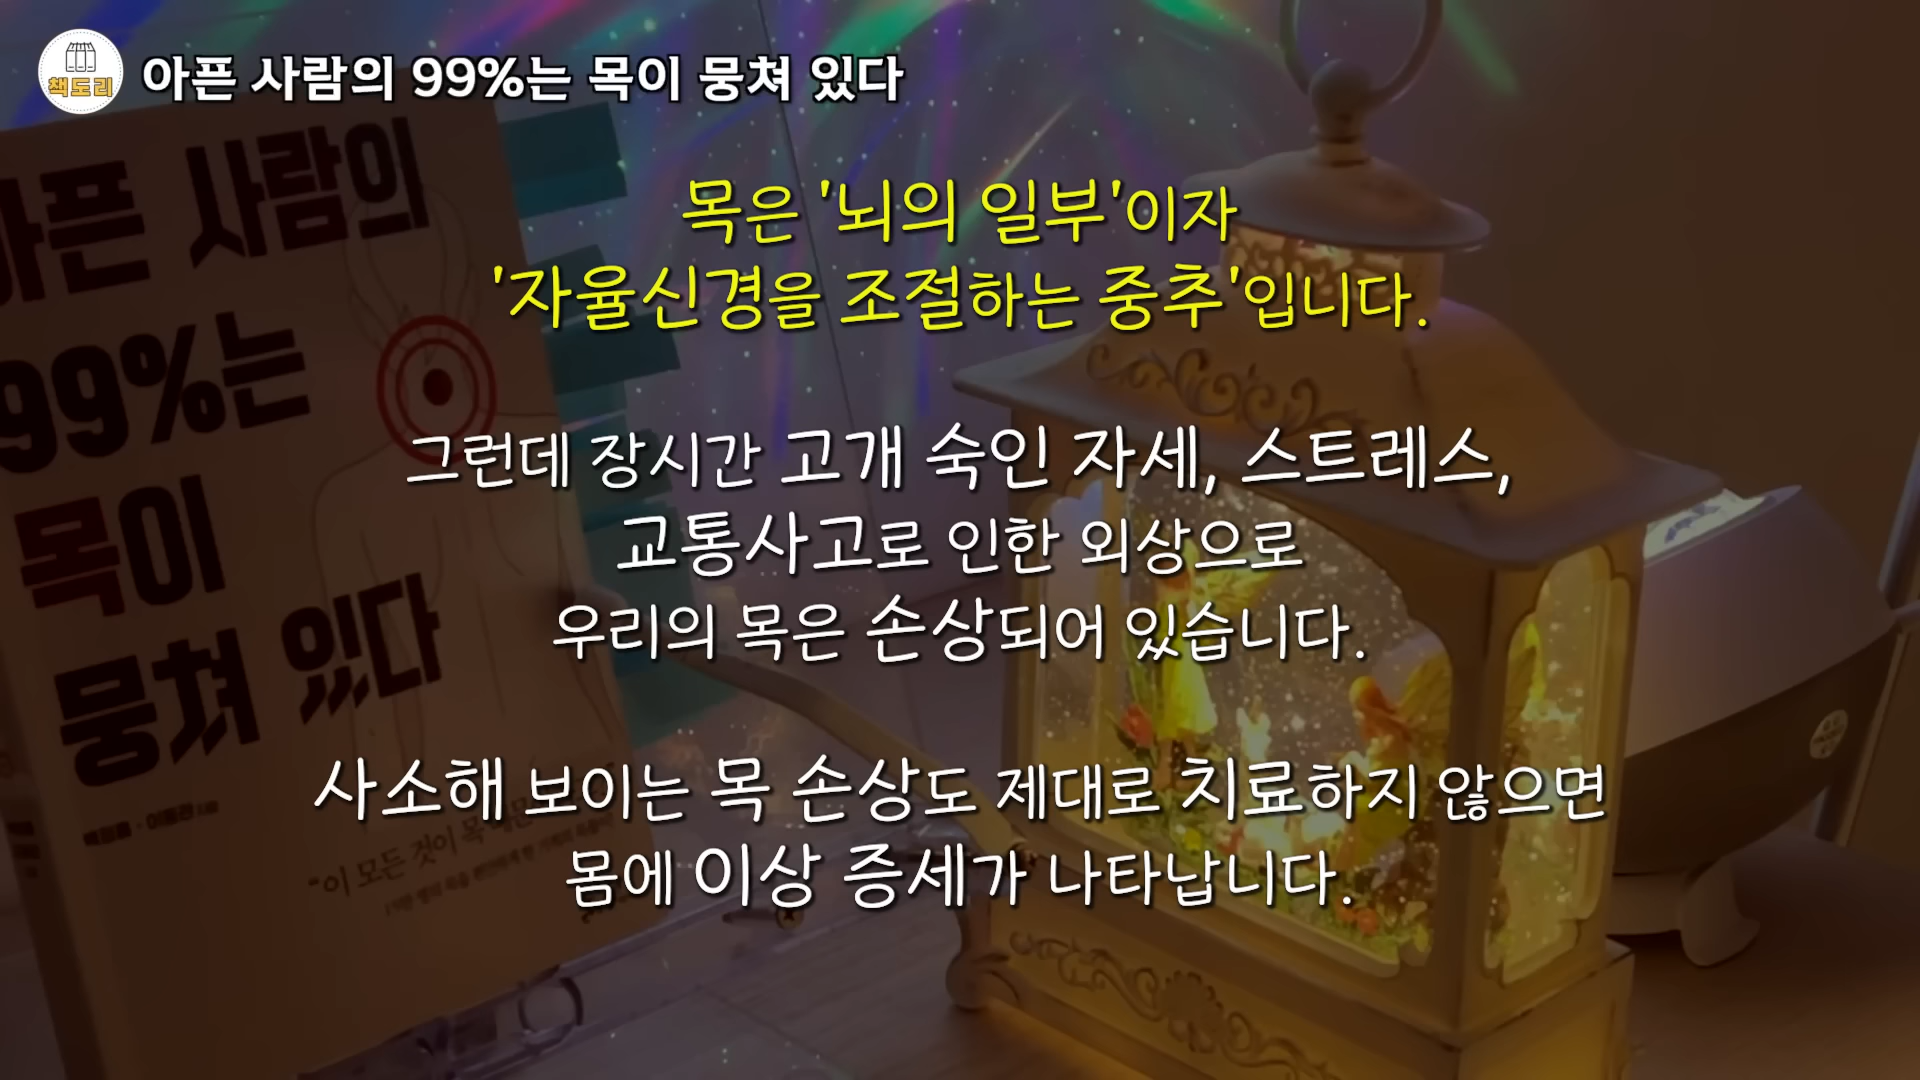 책도리
아픈 사람의 99%는 목이 뭉쳐 있다
아픈 사람의
99%는
목이
뭉쳐 있다
"이 모든 것이 목
목은 '뇌의 일부'이자
'자율신경을 조절하는 중추'입니다.
그런데 장시간 고개 숙인 자세, 스트레스,
교통사고로 인한 외상으로
우리의 목은 손상되어 있습니다.
사소해 보이는 목 손상도 제대로 치료하지 않으면
몸에 이상 증세가 나타납니다.